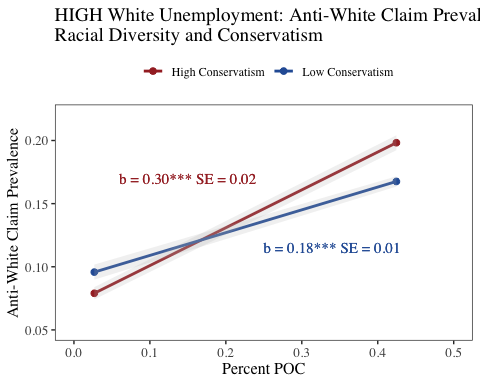 HIGH White Unemployment: Anti-White Claim Preval
Racial Diversity and Conservatism
High Conservatism Low Conservatism
Anti-White Claim Prevalence
0.20
0.15
0.10
0.05
b = 0.30*** SE = 0.02
b = 0.18*** SE = 0.01
0.0 0.1 0.2 0.3 0.4 0.5
Percent POC